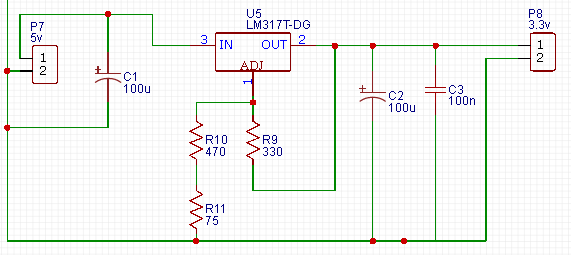 P7
5v
1
2
C1
100u
U5
LM317T-DG
3
IN
OUT
2
ADJ
1
R10
470
R9
330
R11
75
C2
100u
C3
100n
P8
3.3v
1
2